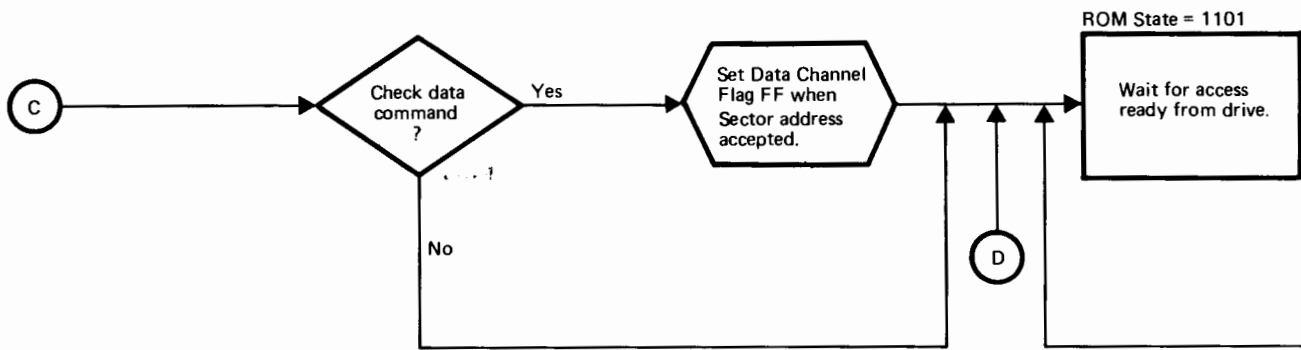 ROM State = 1101
C
Check data
command
?
Yes
Set Data Channel
Flag FF when
Sector address
accepted.
Wait for access
ready from drive.
No
D